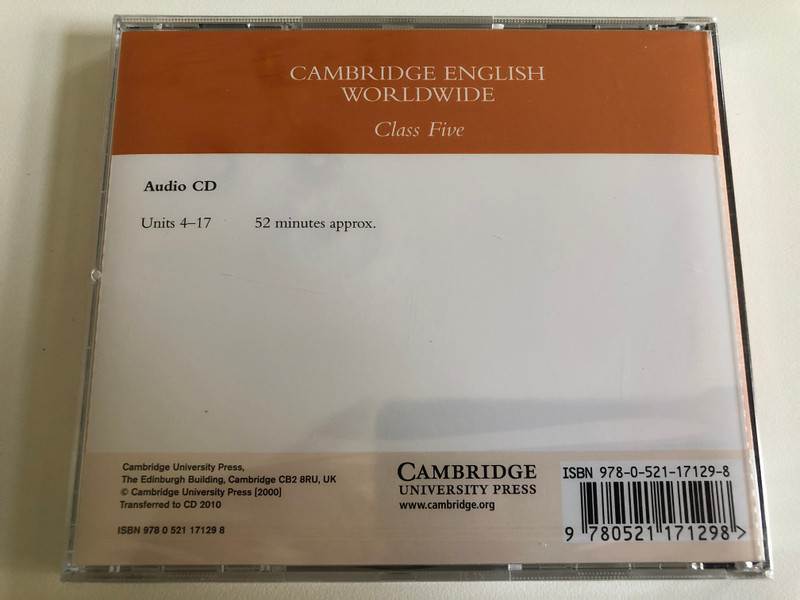 CAMBRIDGE ENGLISH
WORLDWIDE
Class Five
Audio CD
Units 4–17 52 minutes approx.
Cambridge University Press,
The Edinburgh Building, Cambridge CB2 8RU, UK
© Cambridge University Press [2000]
Transferred to CD 2010
ISBN 978 0 521 17129 8
CAMBRIDGE
UNIVERSITY PRESS
www.cambridge.org
ISBN 978-0-521-17129-8
9 780521 171298 >